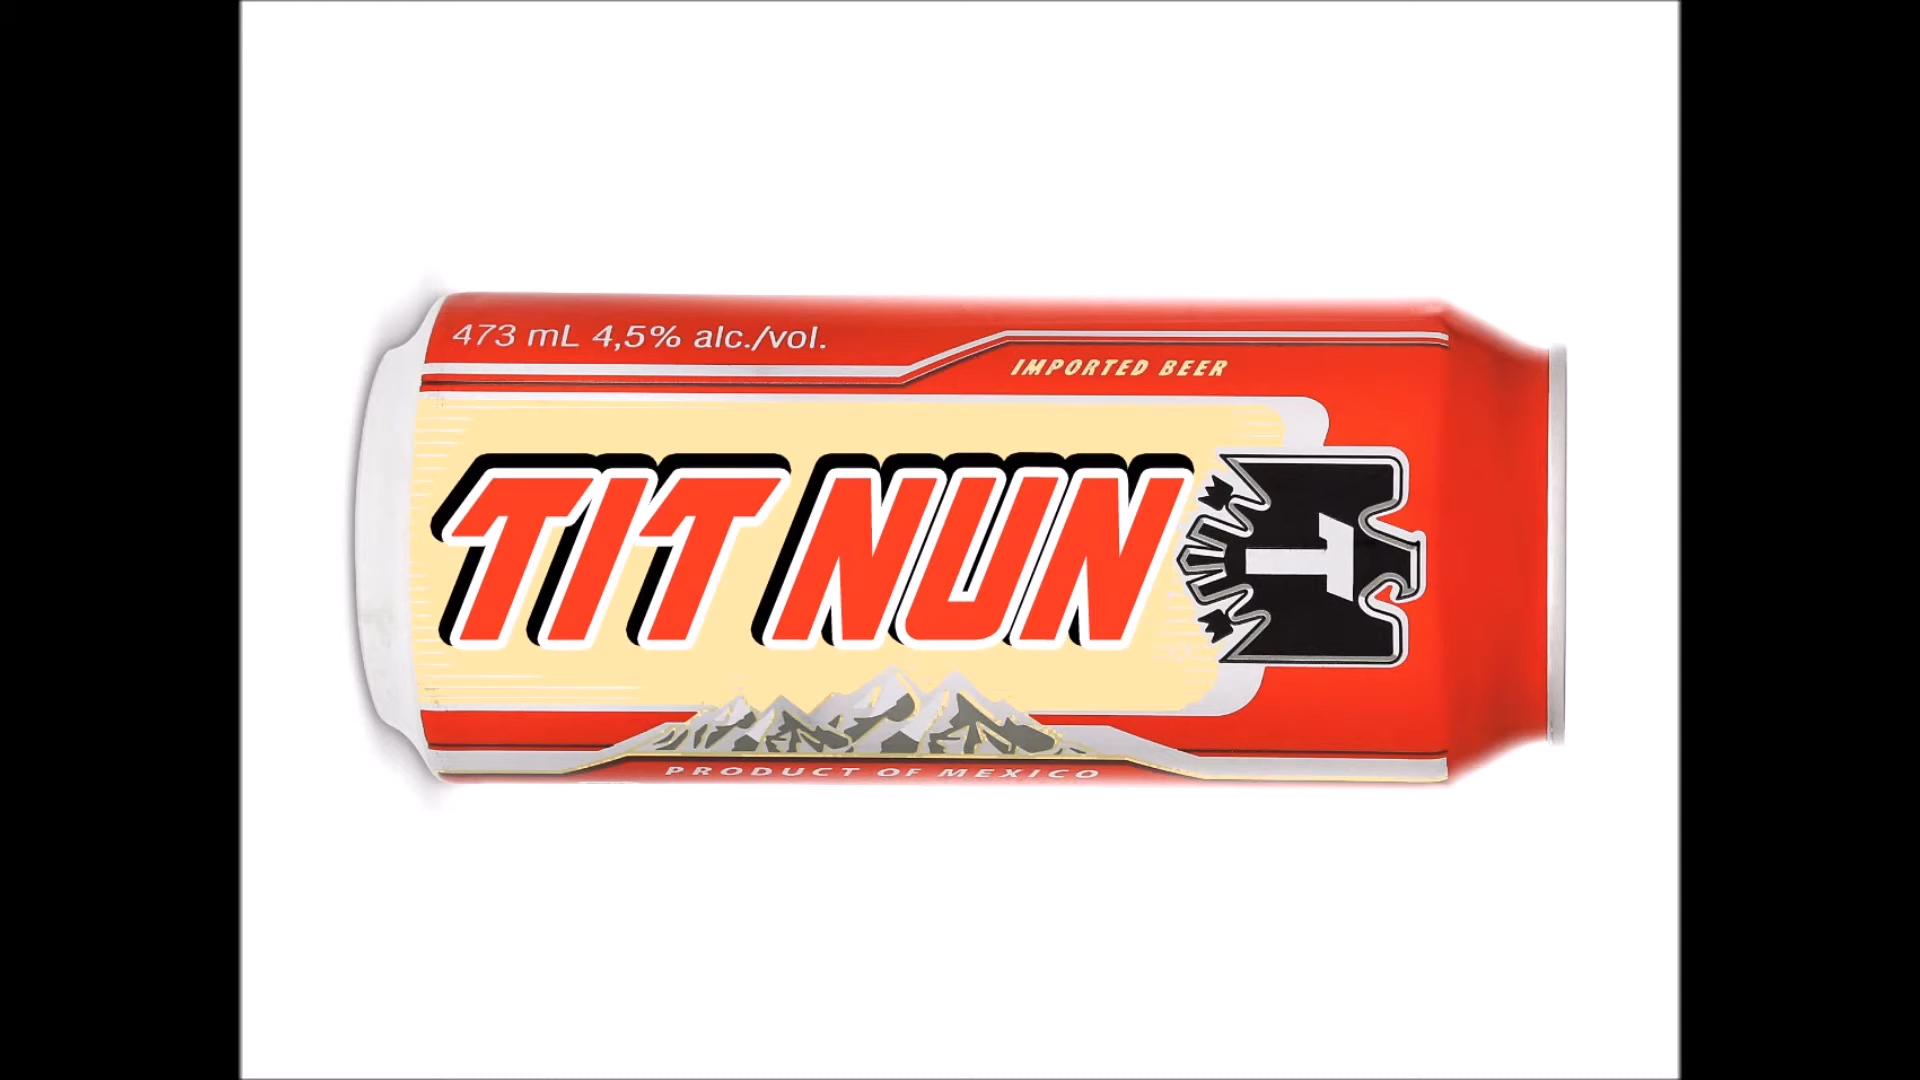 473 mL 4,5% alc./vol.
IMPORTED BEER
TIT NUN
T
PRODUCT OF MEXICO